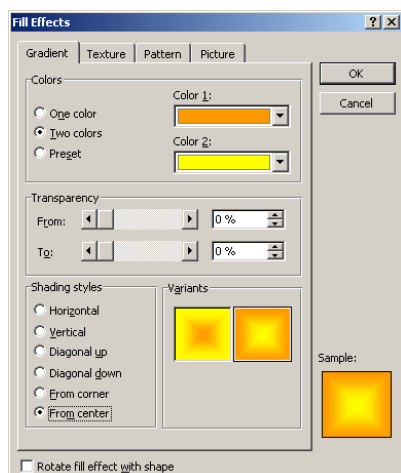 Fill Effects
Gradient Texture Pattern Picture
OK
Cancel
Colors
One color
Two colors
Preset
Color 1:
Color 2:
Transparency
From: 0 %
To: 0 %
Shading styles
Horizontal
Vertical
Diagonal up
Diagonal down
From corner
From center
Variants
Sample:
Rotate fill effect with shape